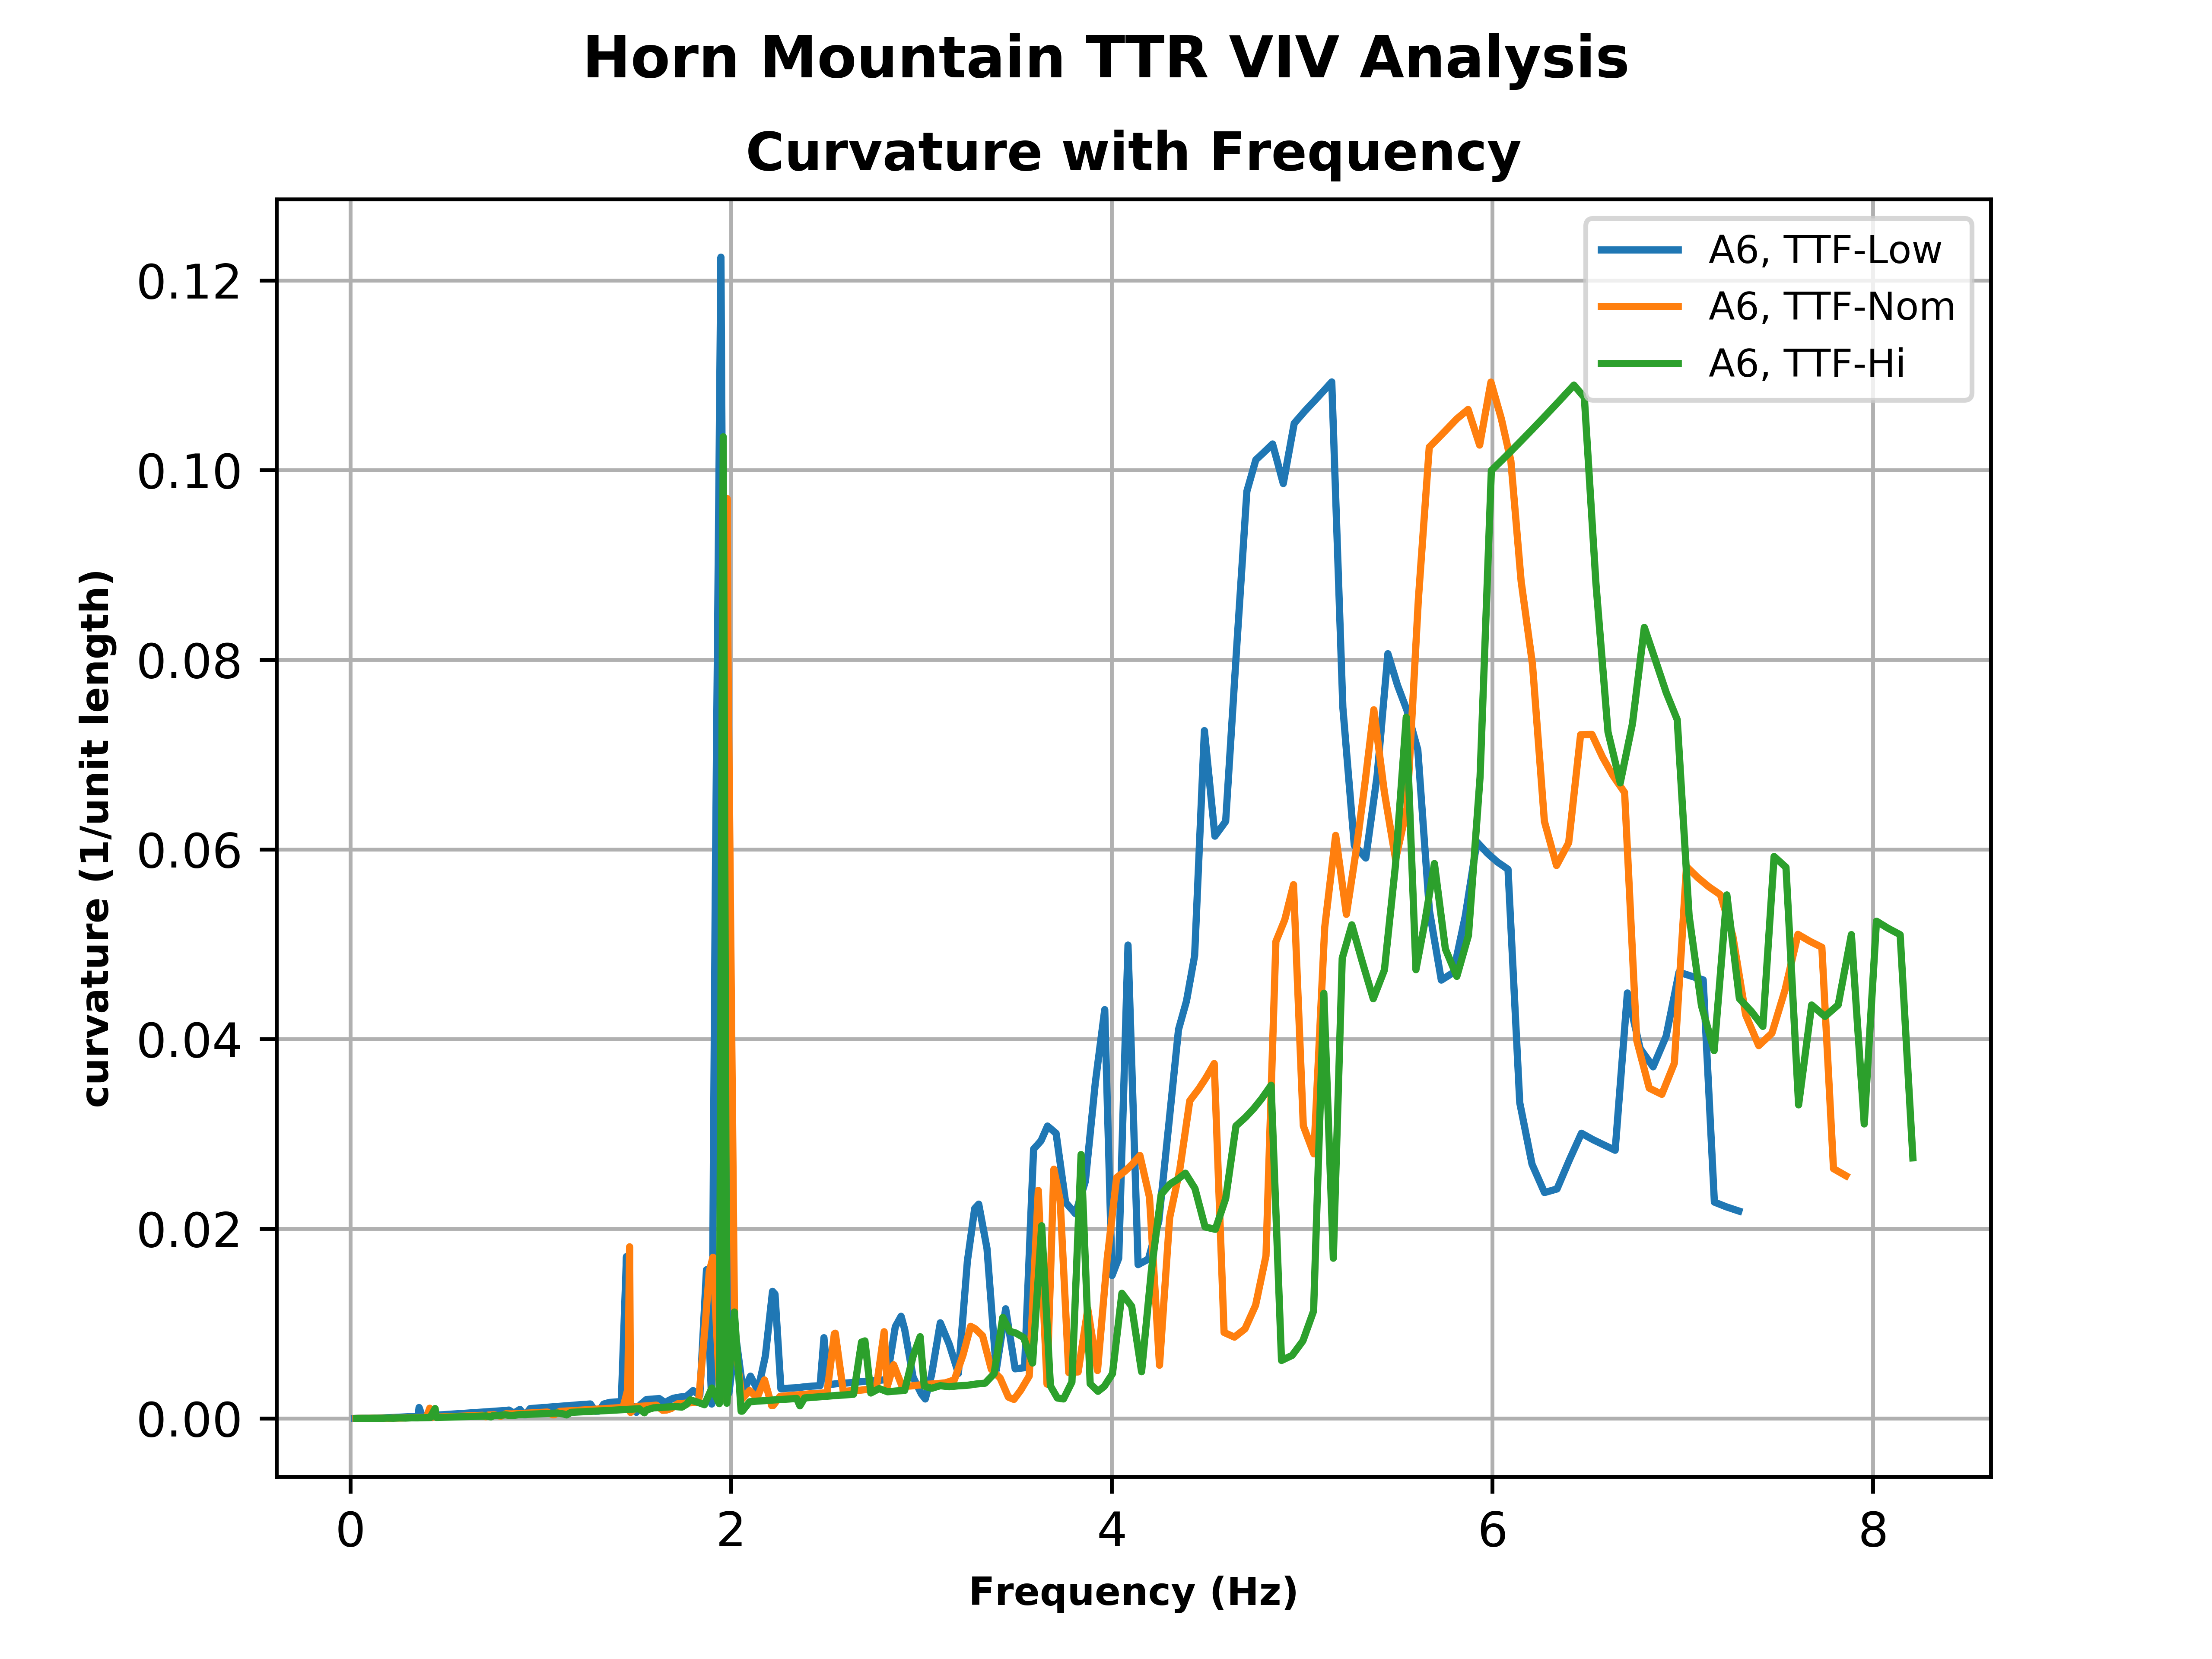 Horn Mountain TTR VIV Analysis
Curvature with Frequency
A6, TTF-Low
A6, TTF-Nom
A6, TTF-Hi
curvature (1/unit length)
0.12
0.10
0.08
0.06
0.04
0.02
0.00
0 2 4 6 8
Frequency (Hz)